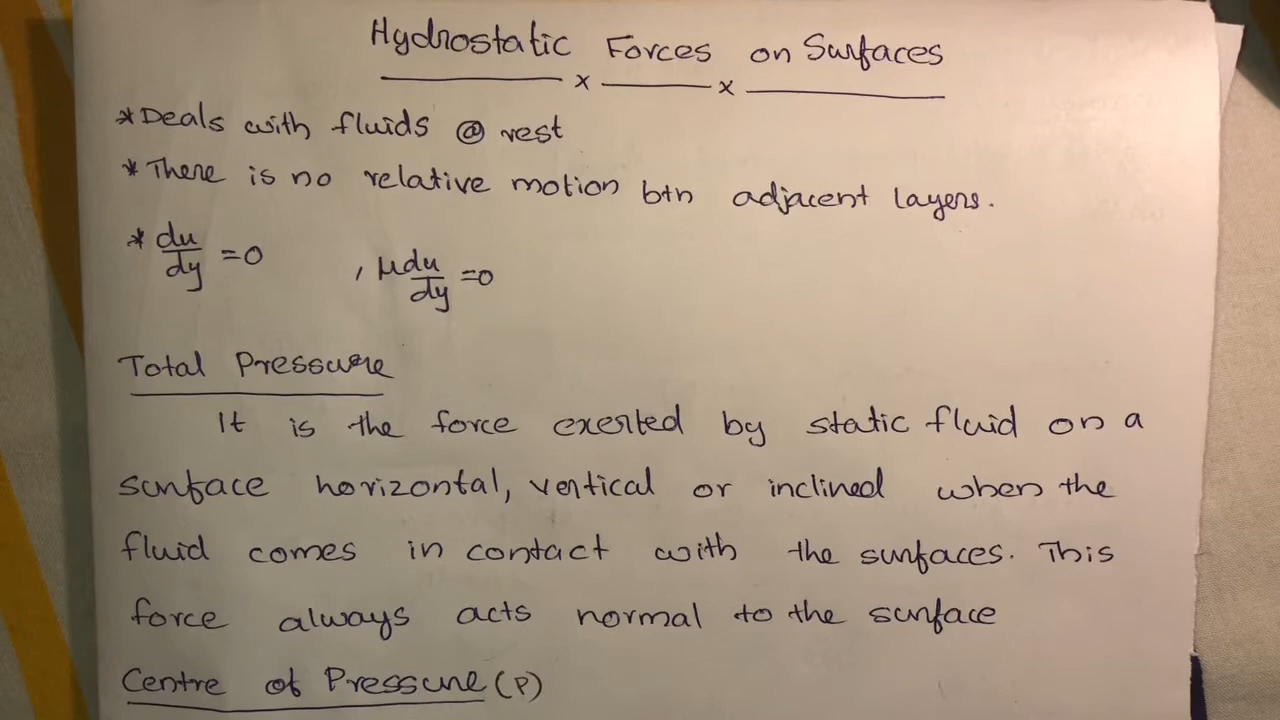 Hydrostatic Forces on Surfaces
* Deals with fluids @ rest
* There is no relative motion btn adjacent layers.
* du/dy = 0 , μ du/dy = 0
Total Pressure
It is the force exerted by static fluid on a
surface horizontal, vertical or inclined when the
fluid comes in contact with the surfaces. This
force always acts normal to the surface
Centre of Pressure (P)